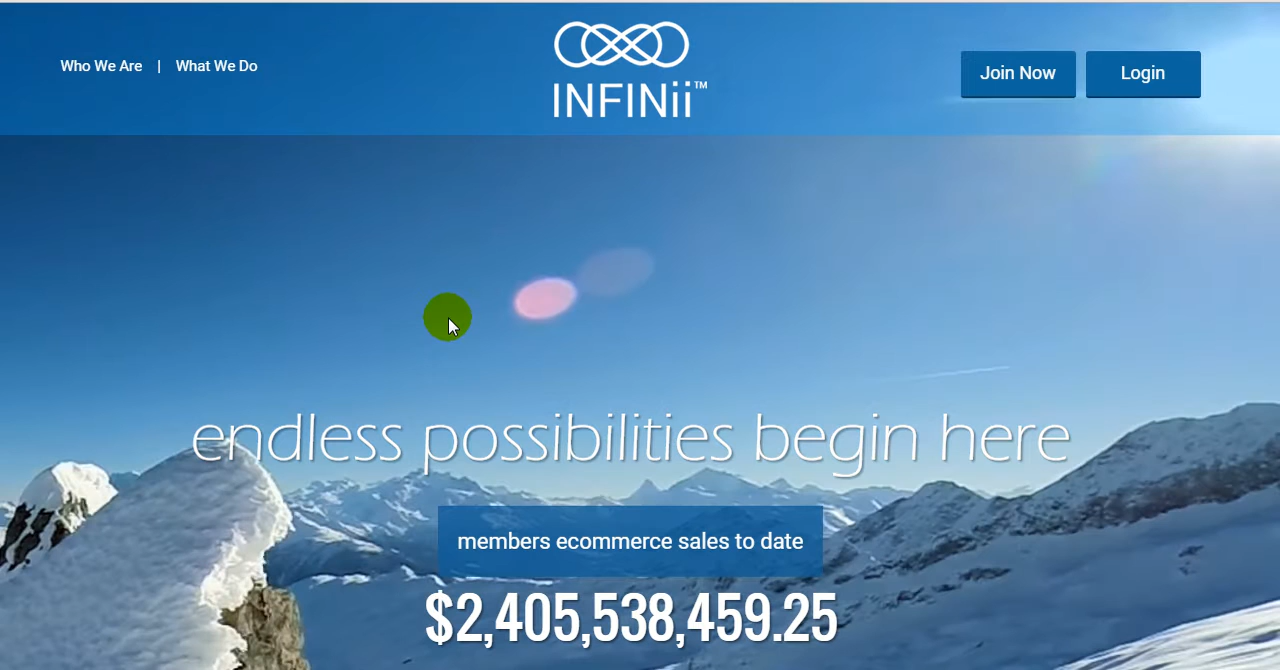 Who We Are | What We Do
INFINii™
Join Now
Login
endless possibilities begin here
members ecommerce sales to date
$2,405,538,459.25